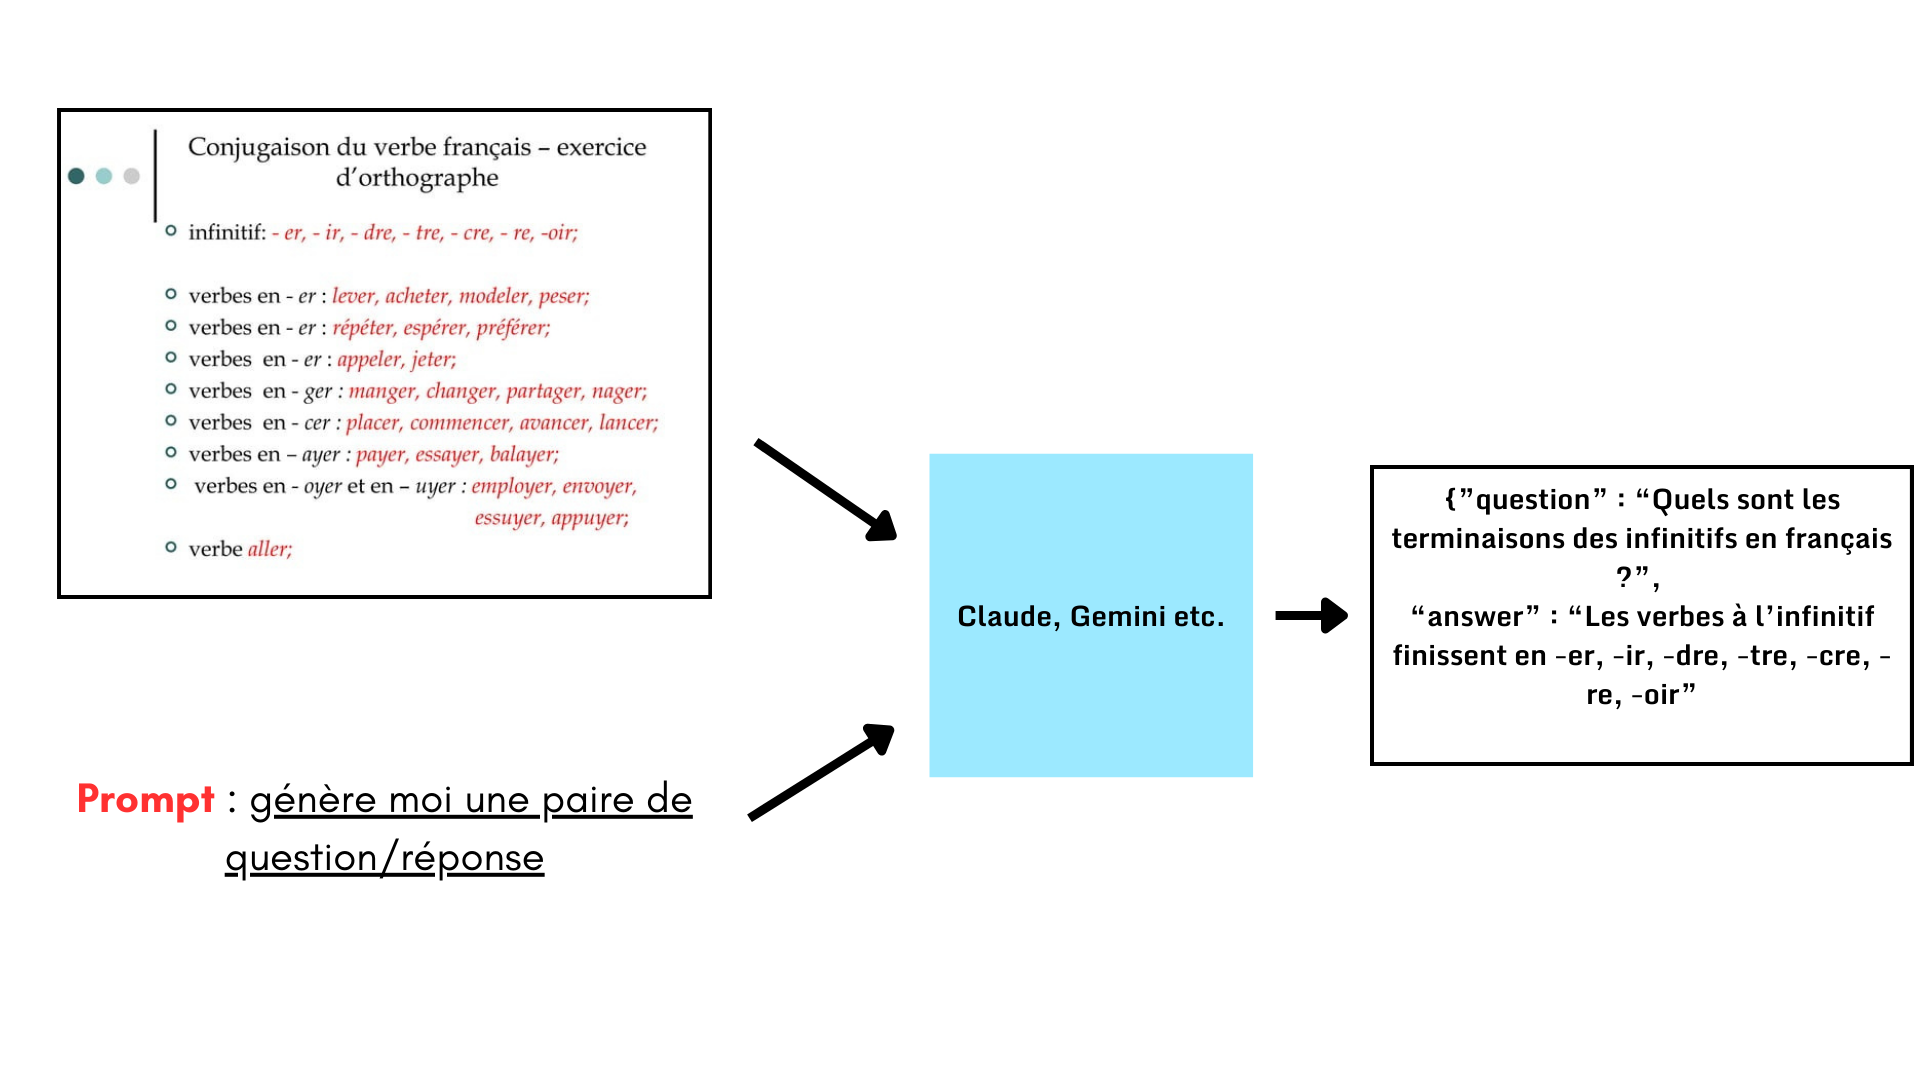 Conjugaison du verbe français – exercice
d’orthographe
infinitif: - er, - ir, - dre, - tre, - cre, - re, -oir;
verbes en - er : lever, acheter, modeler, peser;
verbes en - er : répéter, espérer, préférer;
verbes en - er : appeler, jeter;
verbes en - ger : manger, changer, partager, nager;
verbes en - cer : placer, commencer, avancer, lancer;
verbes en – ayer : payer, essayer, balayer;
verbes en - oyer et en – uyer : employer, envoyer,
essuyer, appuyer;
verbe aller;
Prompt : génère moi une paire de
question/réponse
Claude, Gemini etc.
{”question” : “Quels sont les
terminaisons des infinitifs en français
?”,
“answer” : “Les verbes à l’infinitif
finissent en -er, -ir, -dre, -tre, -cre, -
re, -oir”